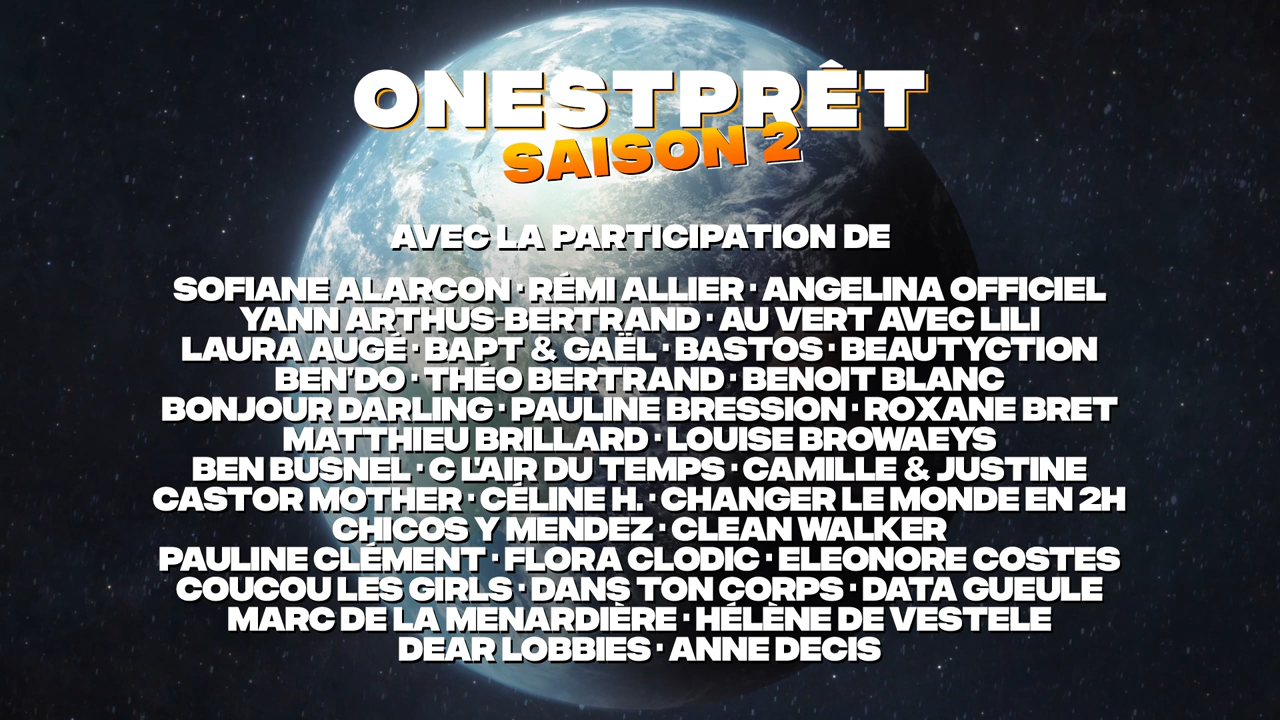 ONESTPRÊT
SAISON 2
AVEC LA PARTICIPATION DE
SOFIANE ALARCON · RÉMI ALLIER · ANGELINA OFFICIEL
YANN ARTHUS-BERTRAND · AU VERT AVEC LILI
LAURA AUGÉ · BAPT & GAËL · BASTOS · BEAUTYCTION
BEN'DO · THÉO BERTRAND · BENOIT BLANC
BONJOUR DARLING · PAULINE BRESSION · ROXANE BRET
MATTHIEU BRILLARD · LOUISE BROWAEYS
BEN BUSNEL · C L'AIR DU TEMPS · CAMILLE & JUSTINE
CASTOR MOTHER · CÉLINE H. · CHANGER LE MONDE EN 2H
CHICOS Y MENDEZ · CLEAN WALKER
PAULINE CLÉMENT · FLORA CLODIC · ELEONORE COSTES
COUCOU LES GIRLS · DANS TON CORPS · DATA GUEULE
MARC DE LA MENARDIÈRE · HÉLÈNE DE VESTELE
DEAR LOBBIES · ANNE DECIS